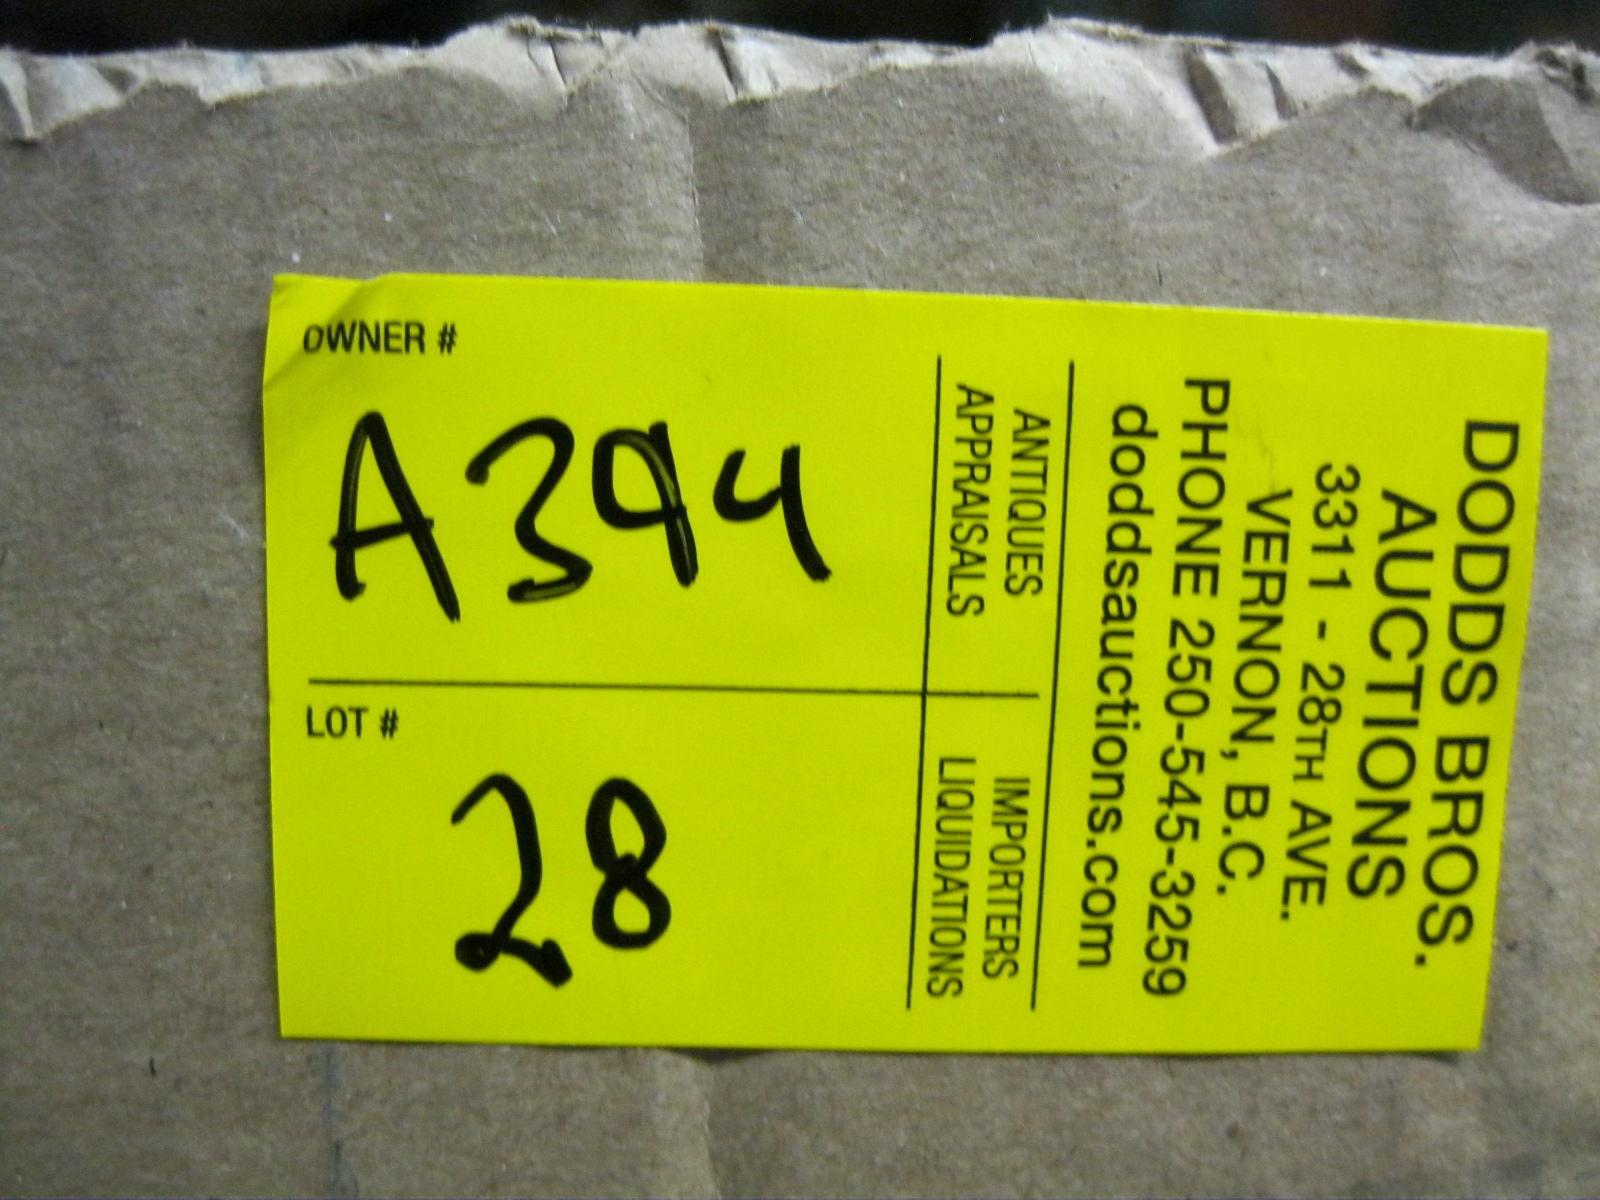 DODDS BROS.
AUCTIONS
3311 - 28TH AVE.
VERNON, B.C.
PHONE 250-545-3259
doddsauctions.com
ANTIQUES
APPRAISALS
IMPORTERS
LIQUIDATIONS
OWNER #
A394
LOT #
28